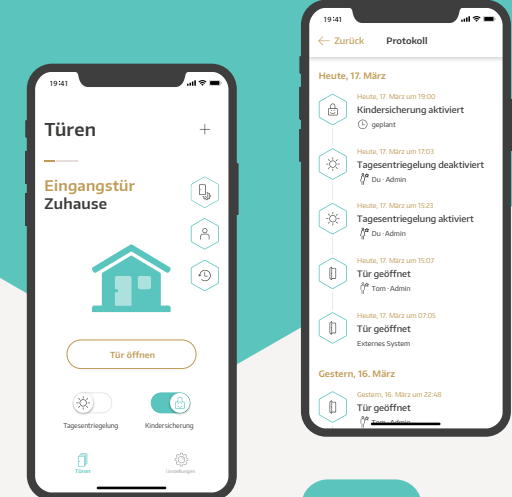 19:41
Türen
Eingangstür
Zuhause
Tür öffnen
Tagesentriegelung
Kindersicherung
Türen
Einstellungen
19:41
Zurück
Protokoll
Heute, 17. März
Heute, 17. März um 19:00
Kindersicherung aktiviert
geplant
Heute, 17. März um 17:03
Tagesentriegelung deaktiviert
Du · Admin
Heute, 17. März um 15:23
Tagesentriegelung aktiviert
Du · Admin
Heute, 17. März um 15:07
Tür geöffnet
Tom · Admin
Heute, 17. März um 07:05
Tür geöffnet
Externes System
Gestern, 16. März
Gestern, 16. März um 22:48
Tür geöffnet
Tom · Admin